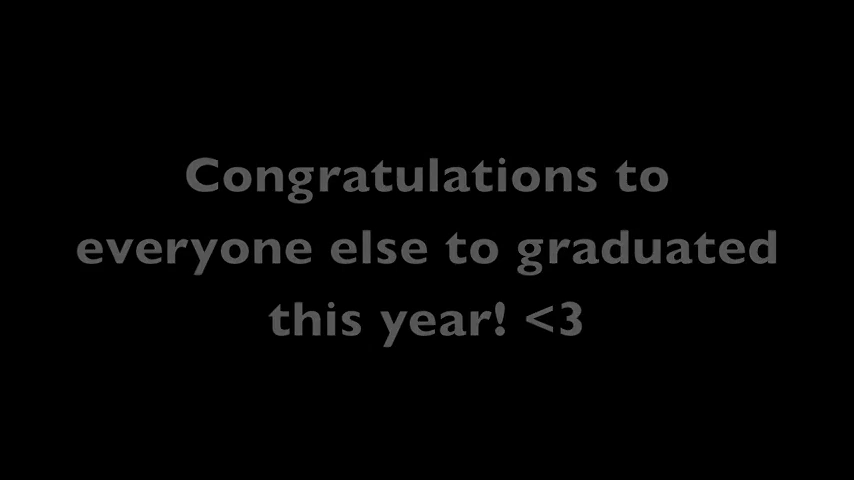 Congratulations to
everyone else to graduated
this year! <3